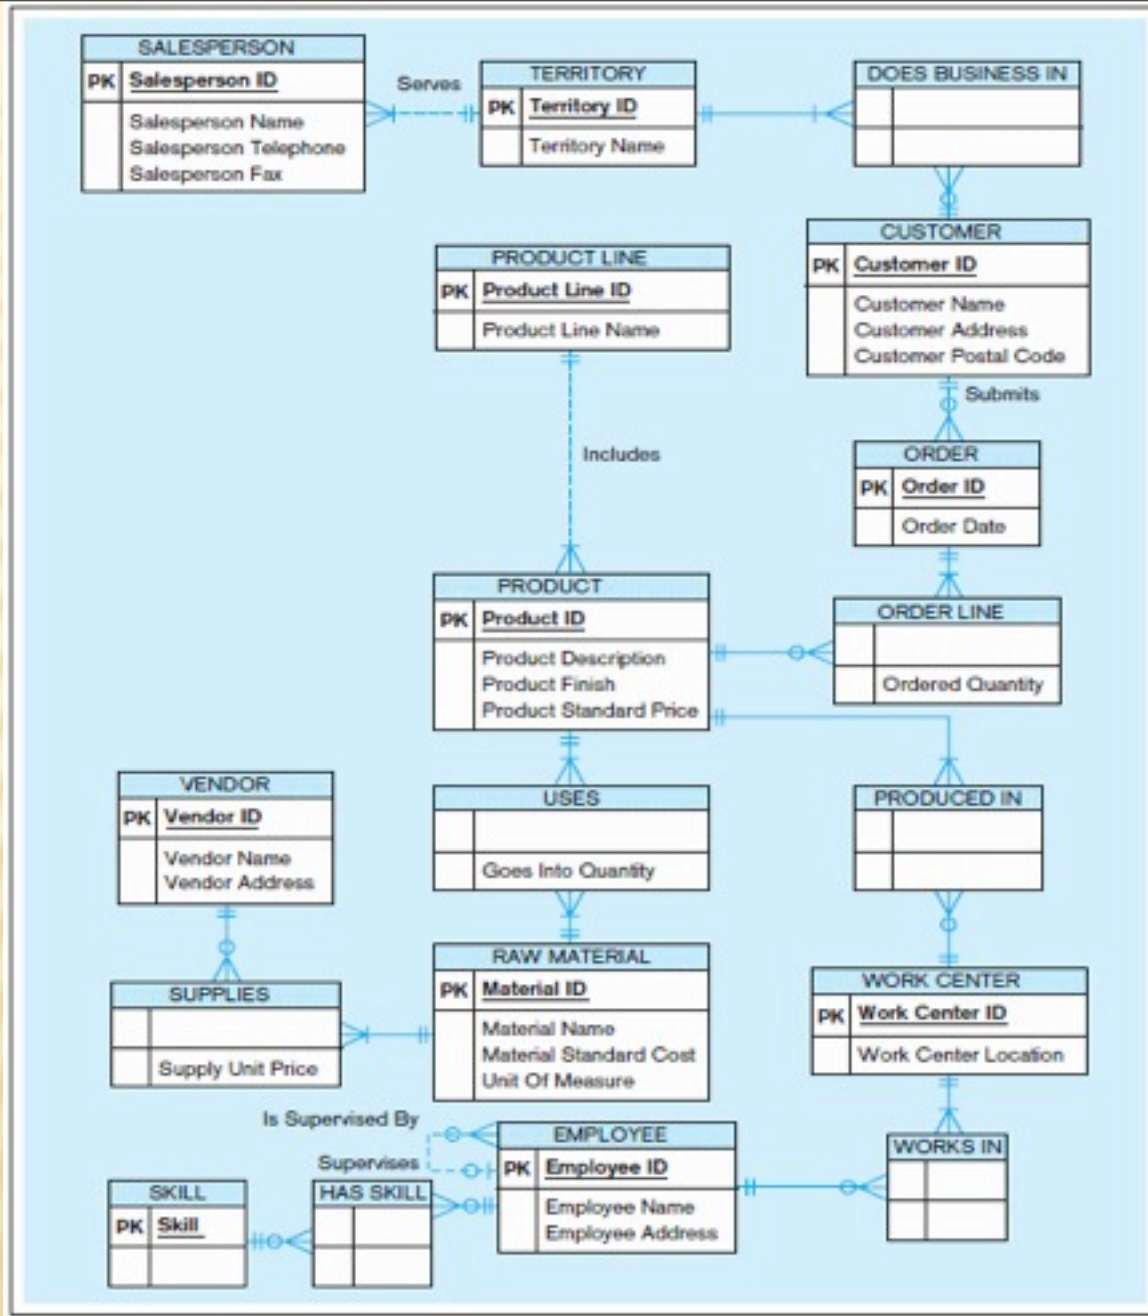 SALESPERSON
PK Salesperson ID
Salesperson Name
Salesperson Telephone
Salesperson Fax
Serves
TERRITORY
PK Territory ID
Territory Name
DOES BUSINESS IN
PRODUCT LINE
PK Product Line ID
Product Line Name
CUSTOMER
PK Customer ID
Customer Name
Customer Address
Customer Postal Code
Submits
Includes
ORDER
PK Order ID
Order Date
PRODUCT
PK Product ID
Product Description
Product Finish
Product Standard Price
ORDER LINE
Ordered Quantity
VENDOR
PK Vendor ID
Vendor Name
Vendor Address
USES
Goes Into Quantity
PRODUCED IN
SUPPLIES
Supply Unit Price
RAW MATERIAL
PK Material ID
Material Name
Material Standard Cost
Unit Of Measure
WORK CENTER
PK Work Center ID
Work Center Location
Is Supervised By
Supervises
EMPLOYEE
PK Employee ID
Employee Name
Employee Address
WORKS IN
SKILL
PK Skill
HAS SKILL